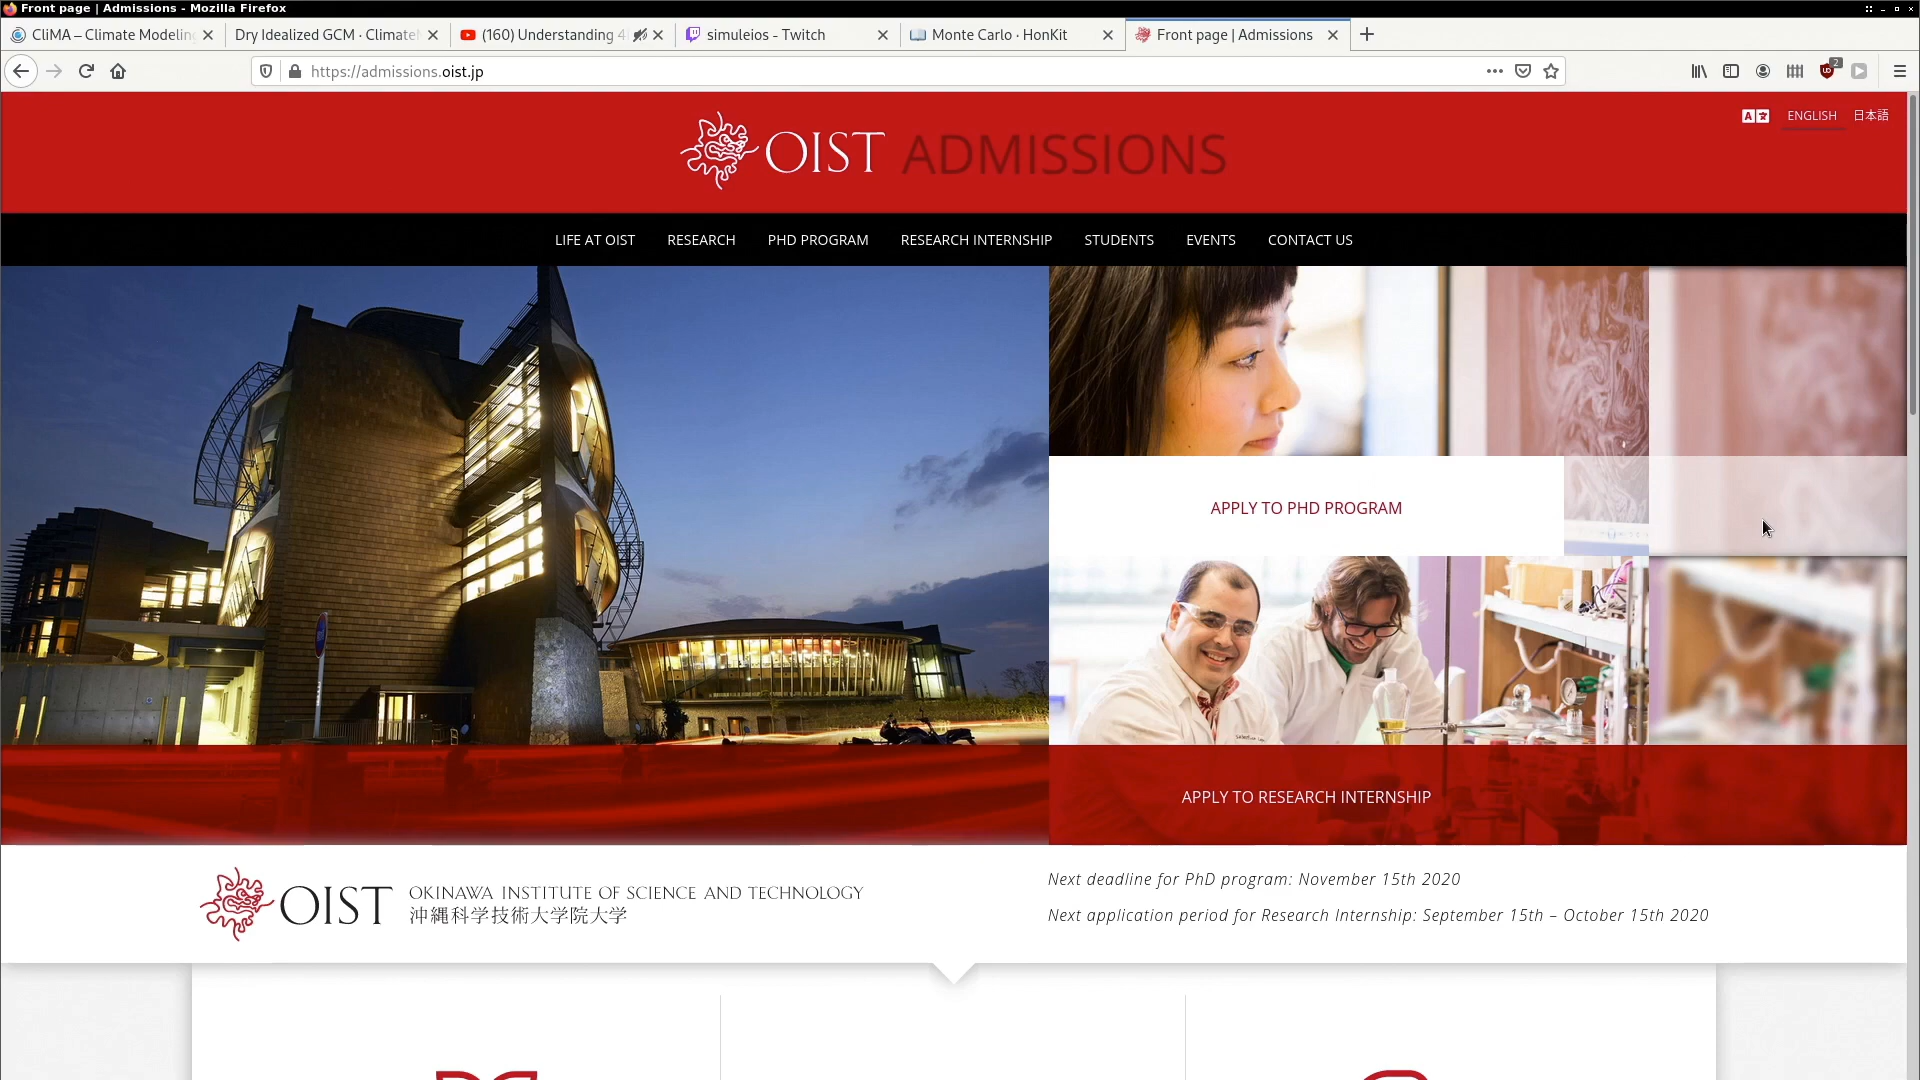 Front page | Admissions - Mozilla Firefox
CliMA – Climate Modeling
Dry Idealized GCM · Climate
(160) Understanding 4
simuleios - Twitch
Monte Carlo · HonKit
Front page | Admissions
https://admissions.oist.jp
2
A
ENGLISH
日本語
OIST ADMISSIONS
LIFE AT OIST
RESEARCH
PHD PROGRAM
RESEARCH INTERNSHIP
STUDENTS
EVENTS
CONTACT US
APPLY TO PHD PROGRAM
APPLY TO RESEARCH INTERNSHIP
OIST
OKINAWA INSTITUTE OF SCIENCE AND TECHNOLOGY
沖縄科学技術大学院大学
Next deadline for PhD program: November 15th 2020
Next application period for Research Internship: September 15th – October 15th 2020